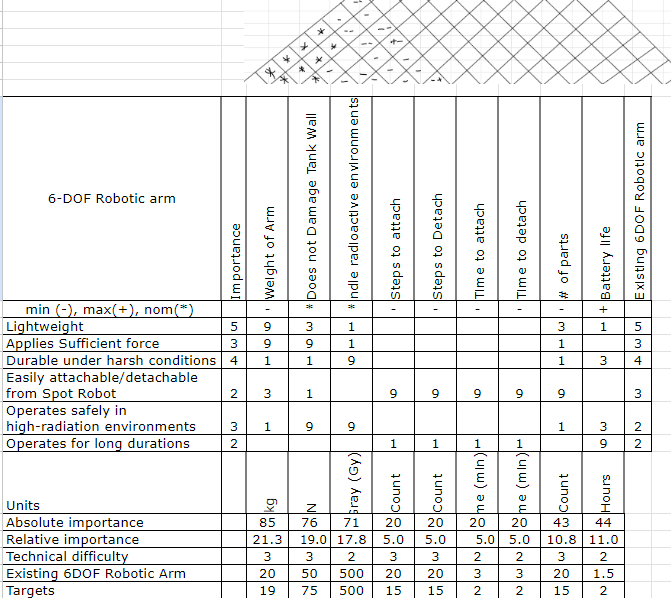 6-DOF Robotic arm
Importance
Weight of Arm
Does not Damage Tank Wall
ndle radioactive environments
Steps to attach
Steps to Detach
Time to attach
Time to detach
# of parts
Battery life
Existing 6DOF Robotic arm
min (-), max(+), nom(*) - * * - - - - - +
Lightweight 5 9 3 1 3 1 5
Applies Sufficient force 3 9 9 1 1 3
Durable under harsh conditions 4 1 1 9 1 3 4
Easily attachable/detachable
from Spot Robot 2 3 1 9 9 9 9 9 3
Operates safely in
high-radiation environments 3 1 9 9 1 3 2
Operates for long durations 2 1 1 1 1 9 2
Units kg N Gray (Gy) Count Count me (min) me (min) Count Hours
Absolute importance 85 76 71 20 20 20 20 43 44
Relative importance 21.3 19.0 17.8 5.0 5.0 5.0 5.0 10.8 11.0
Technical difficulty 3 3 2 3 3 2 2 3 2
Existing 6DOF Robotic Arm 20 50 500 20 20 3 3 20 1.5
Targets 19 75 500 15 15 2 2 15 2